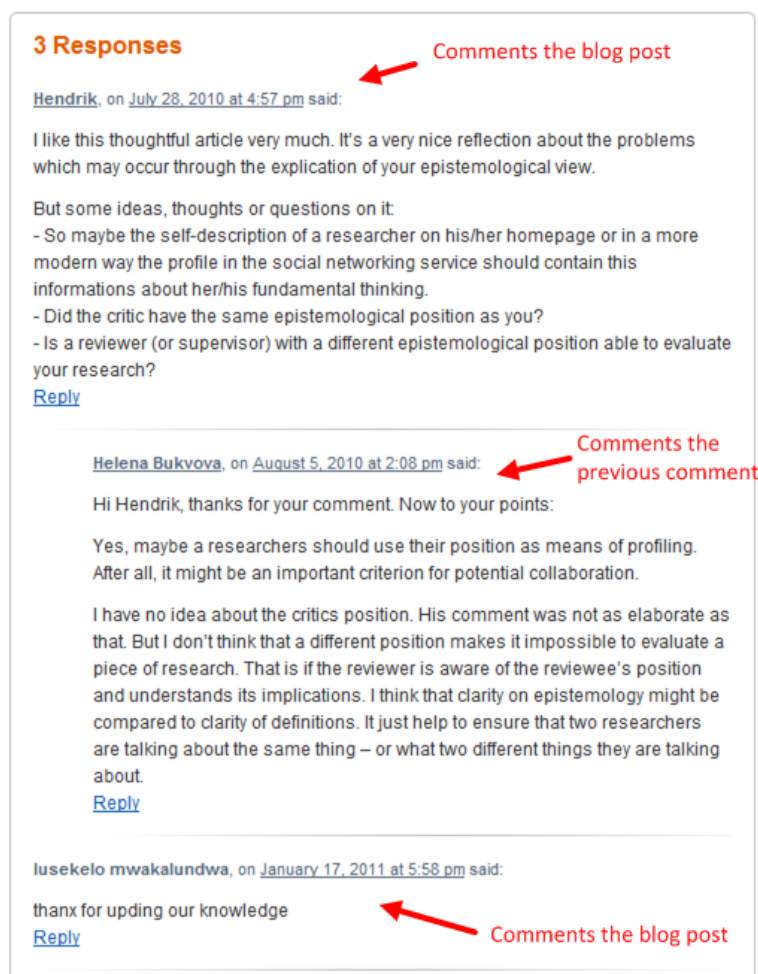 3 Responses
Comments the blog post
Hendrik, on July 28, 2010 at 4:57 pm said:
I like this thoughtful article very much. It's a very nice reflection about the problems
which may occur through the explication of your epistemological view.
But some ideas, thoughts or questions on it:
- So maybe the self-description of a researcher on his/her homepage or in a more
modern way the profile in the social networking service should contain this
informations about her/his fundamental thinking.
- Did the critic have the same epistemological position as you?
- Is a reviewer (or supervisor) with a different epistemological position able to evaluate
your research?
Reply
Comments the
previous comment
Helena Bukvova, on August 5, 2010 at 2:08 pm said:
Hi Hendrik, thanks for your comment. Now to your points:
Yes, maybe a researchers should use their position as means of profiling.
After all, it might be an important criterion for potential collaboration.
I have no idea about the critics position. His comment was not as elaborate as
that. But I don't think that a different position makes it impossible to evaluate a
piece of research. That is if the reviewer is aware of the reviewee's position
and understands its implications. I think that clarity on epistemology might be
compared to clarity of definitions. It just help to ensure that two researchers
are talking about the same thing – or what two different things they are talking
about.
Reply
lusekelo mwakalundwa, on January 17, 2011 at 5:58 pm said:
thanx for upding our knowledge
Reply
Comments the blog post